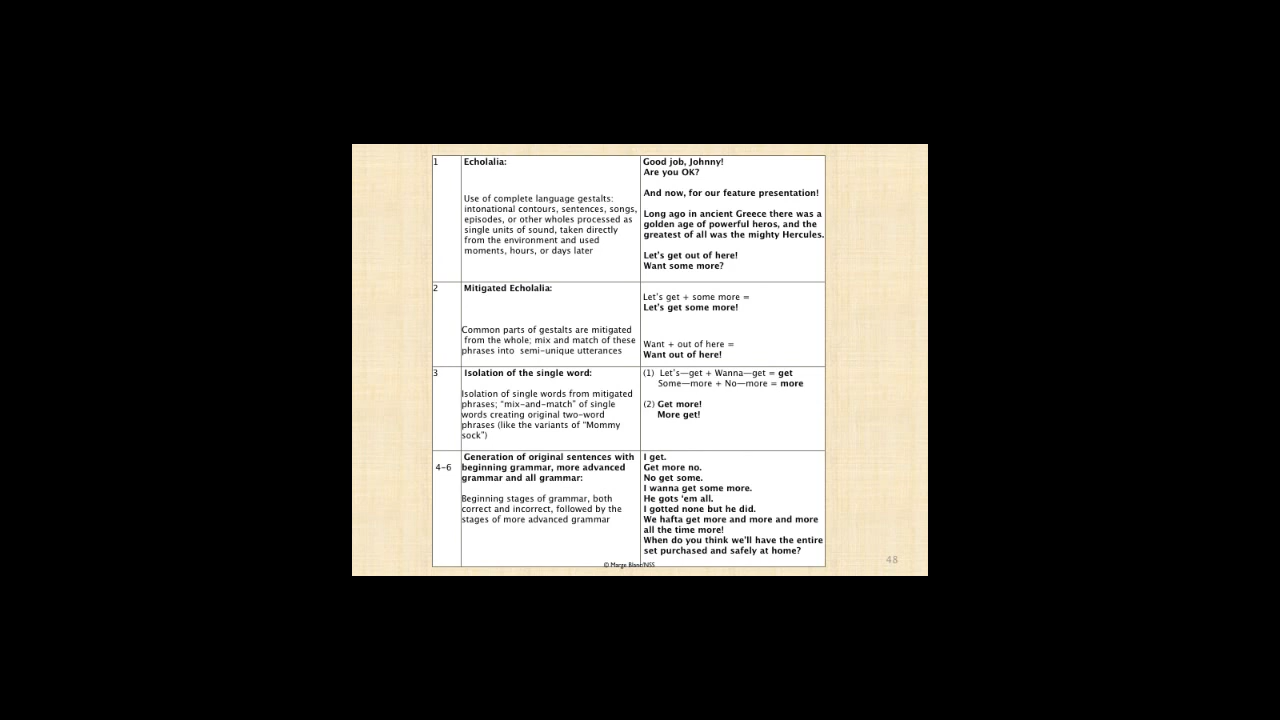 1
Echolalia:
Use of complete language gestalts:
intonational contours, sentences, songs,
episodes, or other wholes processed as
single units of sound, taken directly
from the environment and used
moments, hours, or days later
Good job, Johnny!
Are you OK?
And now, for our feature presentation!
Long ago in ancient Greece there was a
golden age of powerful heros, and the
greatest of all was the mighty Hercules.
Let's get out of here!
Want some more?
2
Mitigated Echolalia:
Common parts of gestalts are mitigated
from the whole; mix and match of these
phrases into semi-unique utterances
Let's get + some more =
Let's get some more!
Want + out of here =
Want out of here!
3
Isolation of the single word:
Isolation of single words from mitigated
phrases; "mix-and-match" of single
words creating original two-word
phrases (like the variants of "Mommy
sock")
(1) Let's—get + Wanna—get = get
Some—more + No—more = more
(2) Get more!
More get!
4-6
Generation of original sentences with
beginning grammar, more advanced
grammar and all grammar:
Beginning stages of grammar, both
correct and incorrect, followed by the
stages of more advanced grammar
I get.
Get more no.
No get some.
I wanna get some more.
He gots 'em all.
I gotted none but he did.
We hafta get more and more and more
all the time more!
When do you think we'll have the entire
set purchased and safely at home?
© Marge Blanc/NSS
48